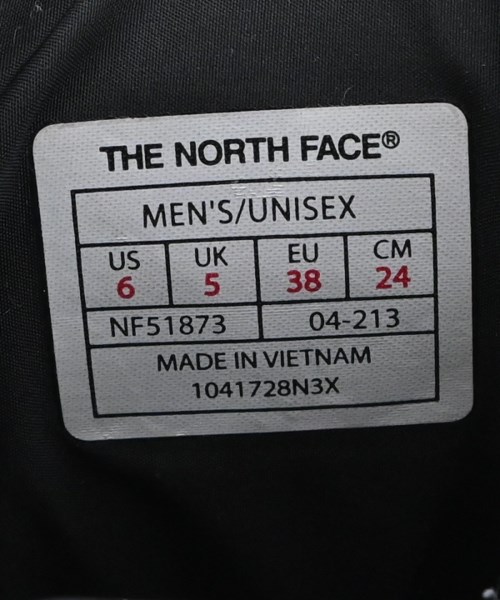 THE NORTH FACE®
MEN'S/UNISEX
US UK EU CM
6 5 38 24
NF51873 04-213
MADE IN VIETNAM
1041728N3X